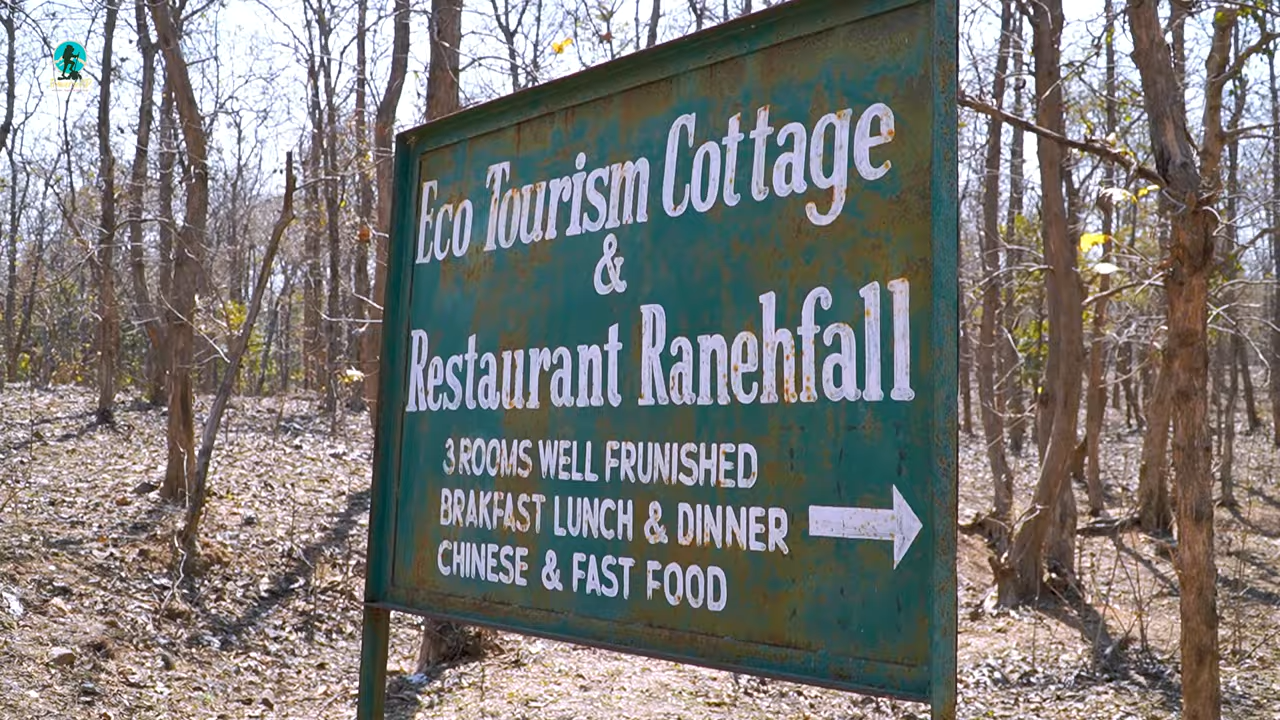 Eco Tourism Cottage
&
Restaurant Ranehfall
3 ROOMS WELL FRUNISHED
BRAKFAST LUNCH & DINNER
CHINESE & FAST FOOD